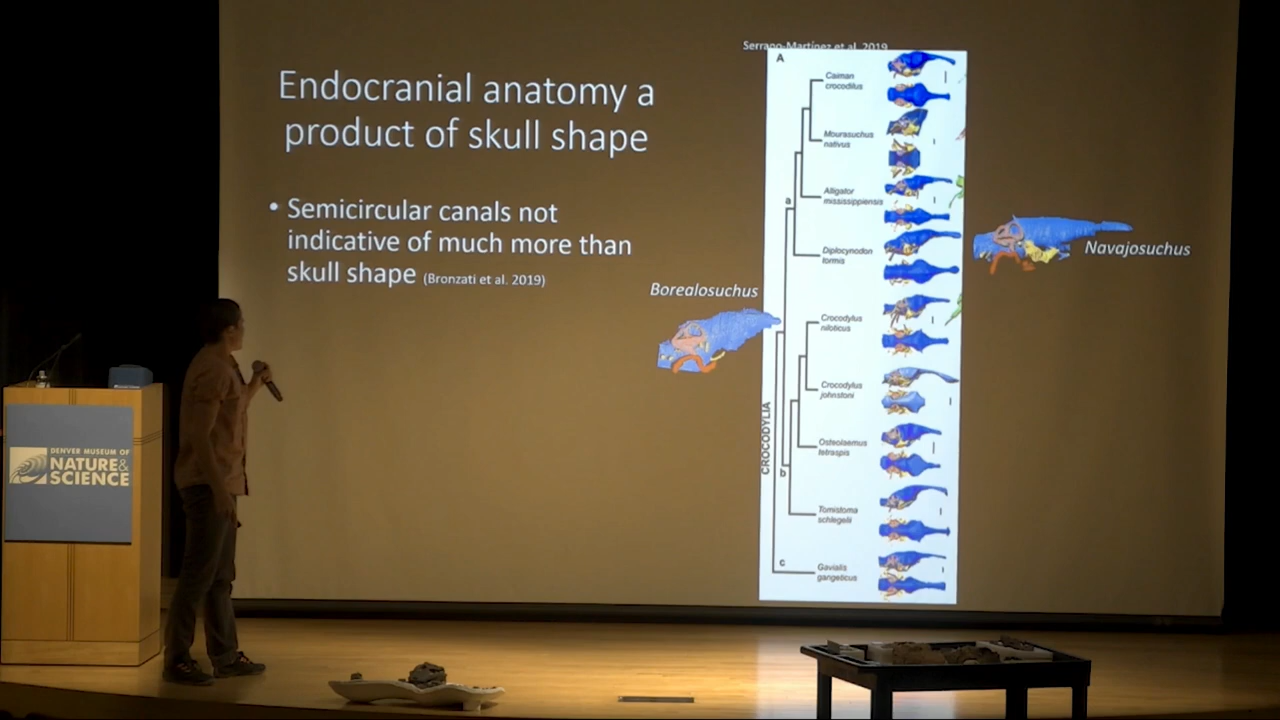 Serrano-Martínez et al. 2019
Endocranial anatomy a
product of skull shape
• Semicircular canals not
indicative of much more than
skull shape (Bronzati et al. 2019)
A
Caiman
crocodilus
Mourasuchus
nativus
a
Alligator
mississippiensis
Diplocynodon
tormis
Navajosuchus
Borealosuchus
Crocodylus
niloticus
Crocodylus
johnstoni
CROCODYLIA
Osteolaemus
tetraspis
b
Tomistoma
schlegelii
c
Gavialis
gangeticus
DENVER MUSEUM OF
NATURE &
SCIENCE